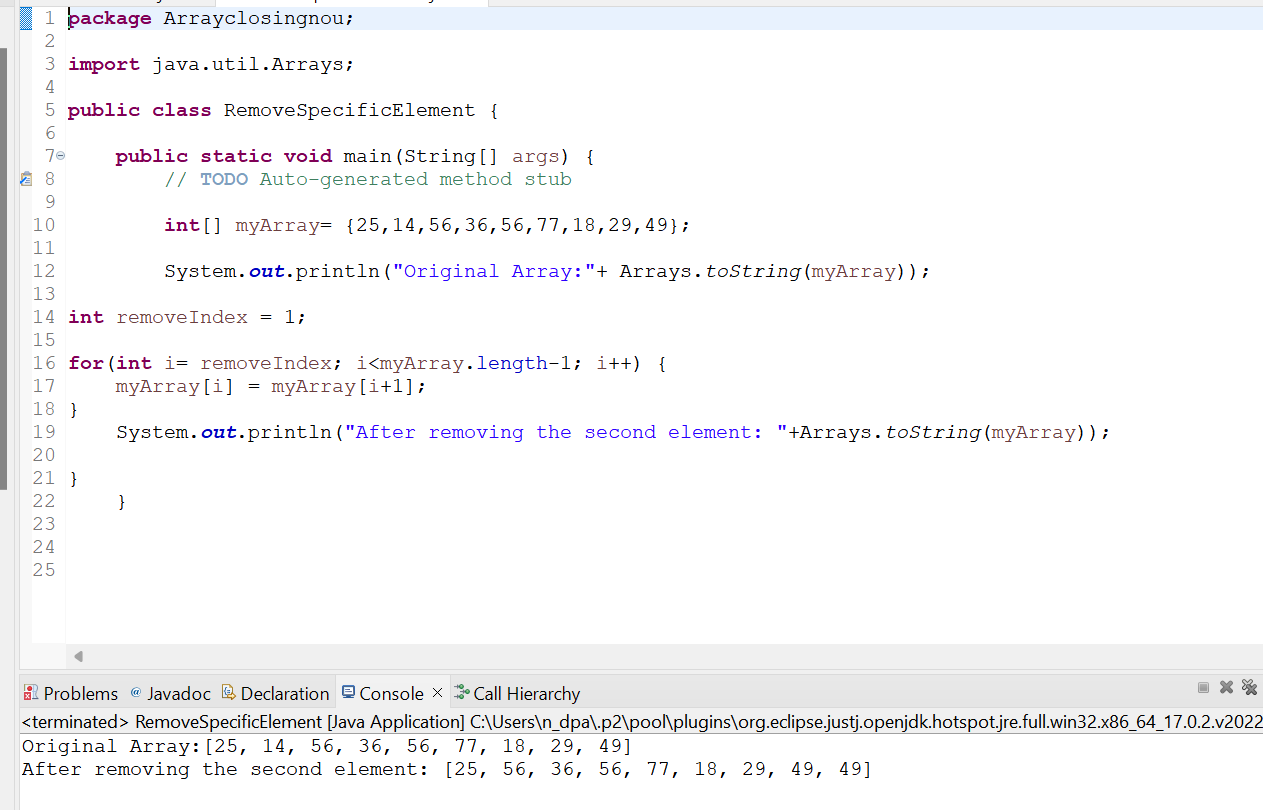 1 package Arrayclosingnou;
2
3 import java.util.Arrays;
4
5 public class RemoveSpecificElement {
6
7 public static void main(String[] args) {
8 // TODO Auto-generated method stub
9
10 int[] myArray= {25,14,56,36,56,77,18,29,49};
11
12 System.out.println("Original Array:"+ Arrays.toString(myArray));
13
14 int removeIndex = 1;
15
16 for(int i= removeIndex; i<myArray.length-1; i++) {
17 myArray[i] = myArray[i+1];
18 }
19 System.out.println("After removing the second element: "+Arrays.toString(myArray));
20
21 }
22 }
23
24
25
Problems @ Javadoc Declaration Console × Call Hierarchy
<terminated> RemoveSpecificElement [Java Application] C:\Users\n_dpa\.p2\pool\plugins\org.eclipse.justj.openjdk.hotspot.jre.full.win32.x86_64_17.0.2.v2022
Original Array:[25, 14, 56, 36, 56, 77, 18, 29, 49]
After removing the second element: [25, 56, 36, 56, 77, 18, 29, 49, 49]